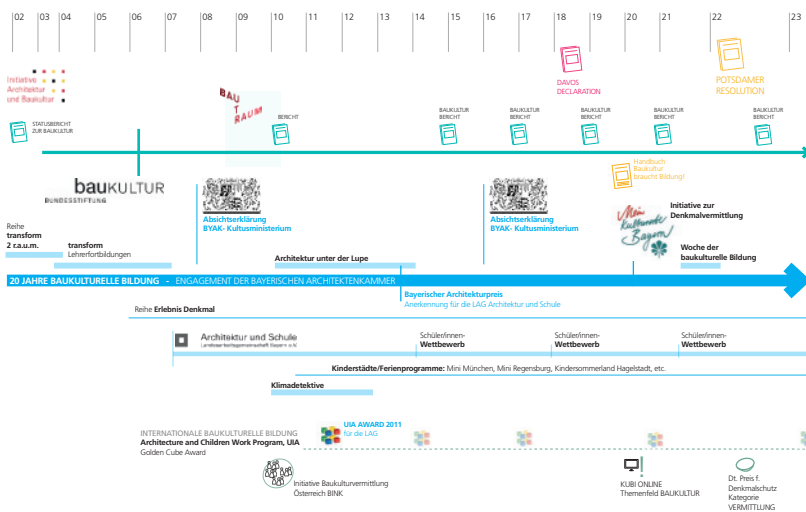 02 03 04 05 06 07 08 09 10 11 12 13 14 15 16 17 18 19 20 21 22 23
Initiative
Architektur
und Baukultur
STATUSBERICHT
ZUR BAUKULTUR
BAU
T
RAUM
BERICHT
BAUKULTUR
BERICHT
BAUKULTUR
BERICHT
DAVOS
DECLARATION
BAUKULTUR
BERICHT
BAUKULTUR
BERICHT
POTSDAMER
RESOLUTION
BAUKULTUR
BERICHT
bauKULTUR
BUNDESSTIFTUNG
Absichtserklärung
BYAK- Kultusministerium
Absichtserklärung
BYAK- Kultusministerium
Handbuch
Baukultur
braucht Bildung!
Mein
Kulturerbe
Bayern
Initiative zur
Denkmalvermittlung
Woche der
baukulturelle Bildung
Reihe
transform
2 r.a.u.m.
transform
Lehrerfortbildungen
Architektur unter der Lupe
20 JAHRE BAUKULTURELLE BILDUNG - ENGAGEMENT DER BAYERISCHEN ARCHITEKTENKAMMER
Bayerischer Architekturpreis
Anerkennung für die LAG Architektur und Schule
Reihe Erlebnis Denkmal
Architektur und Schule
Landesarbeitsgemeinschaft Bayern e.V.
Schüler/innen-
Wettbewerb
Schüler/innen-
Wettbewerb
Schüler/innen-
Wettbewerb
Kinderstädte/Ferienprogramme: Mini München, Mini Regensburg, Kindersommerland Hagelstadt, etc.
Klimadetektive
INTERNATIONALE BAUKULTURELLE BILDUNG
Architecture and Children Work Program, UIA
Golden Cube Award
UIA AWARD 2011
für die LAG
Initiative Baukulturvermittlung
Österreich BINK
KUBI ONLINE
Themenfeld BAUKULTUR
Dt. Preis f.
Denkmalschutz
Kategorie
VERMITTLUNG